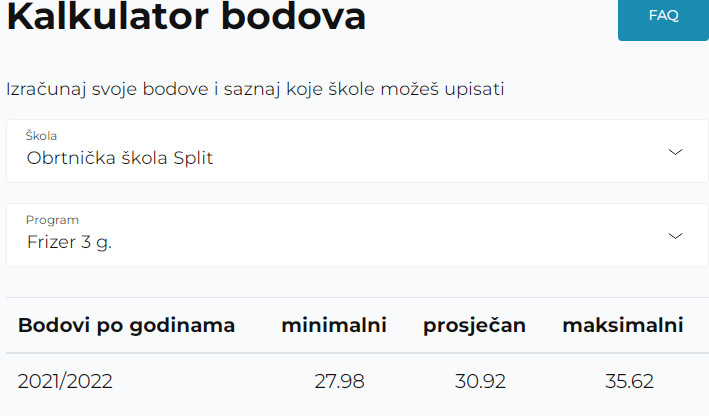 Kalkulator bodova
FAQ
Izračunaj svoje bodove i saznaj koje škole možeš upisati
Škola
Obrtnička škola Split
Program
Frizer 3 g.
Bodovi po godinama minimalni prosječan maksimalni
2021/2022 27.98 30.92 35.62